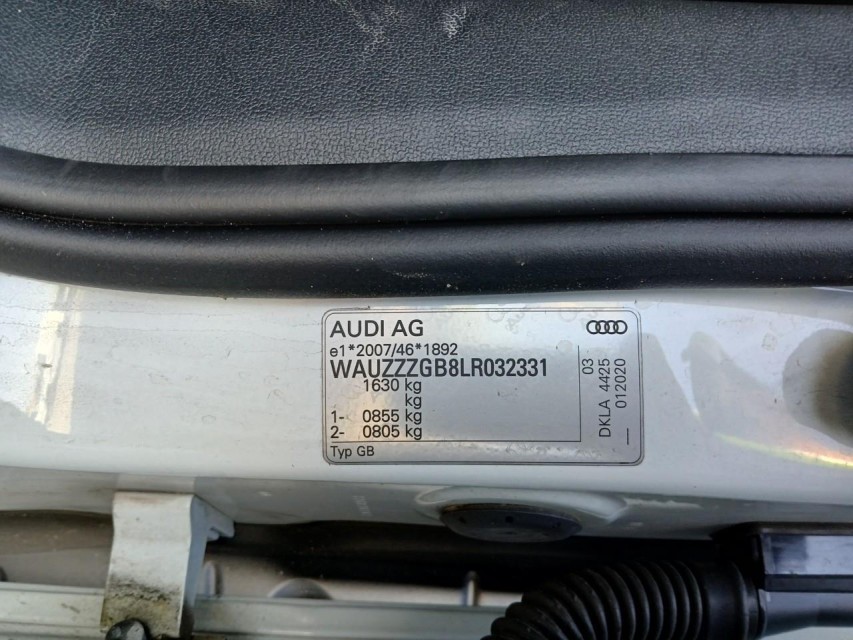 AUDI AG
e1*2007/46*1892
WAUZZZGB8LR032331
1630 kg
kg
1- 0855 kg
2- 0805 kg
Typ GB
03
DKLA 4425
012020